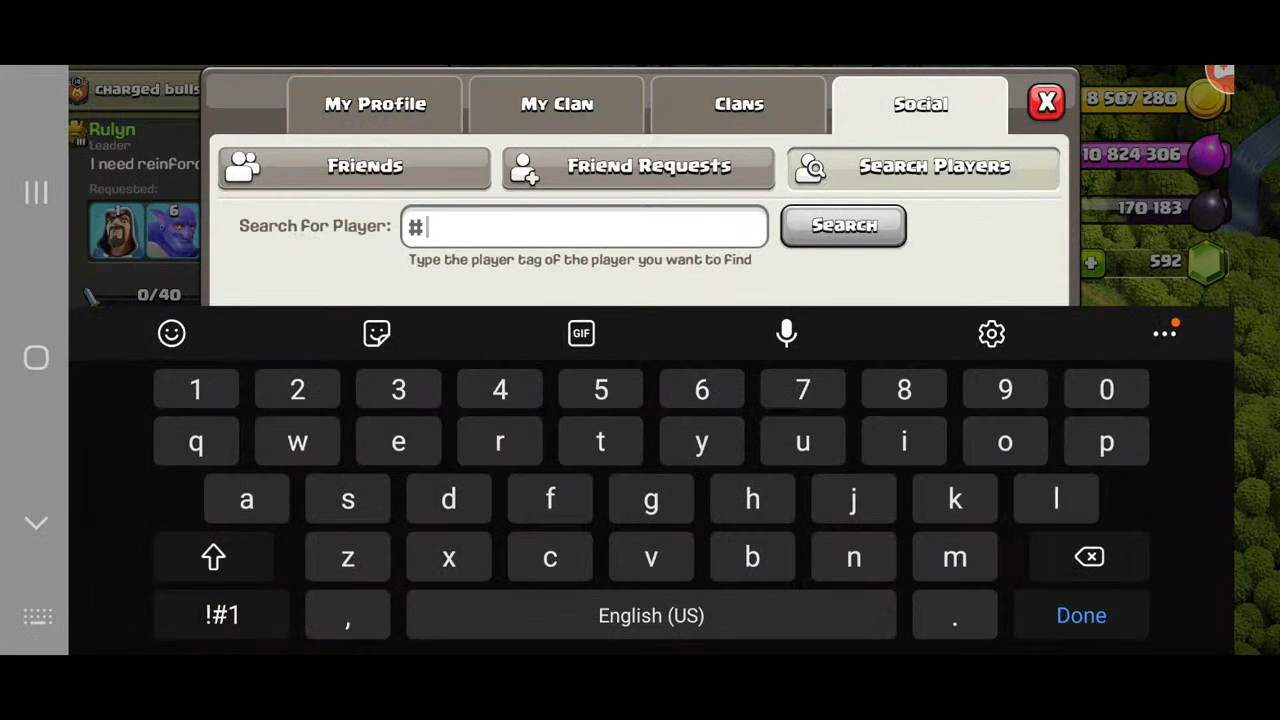 My Profile
My Clan
Clans
Social
X
14
charged bulls
8 507 280
Rulyn
Leader
I need reinforc
Requested:
1
6
0/40
Friends
Friend Requests
Search Players
10 824 306
170 183
592
Search for Player:
#
Search
Type the player tag of the player you want to find
GIF
1 2 3 4 5 6 7 8 9 0
q w e r t y u i o p
a s d f g h j k l
z x c v b n m
!#1 , English (US) . Done